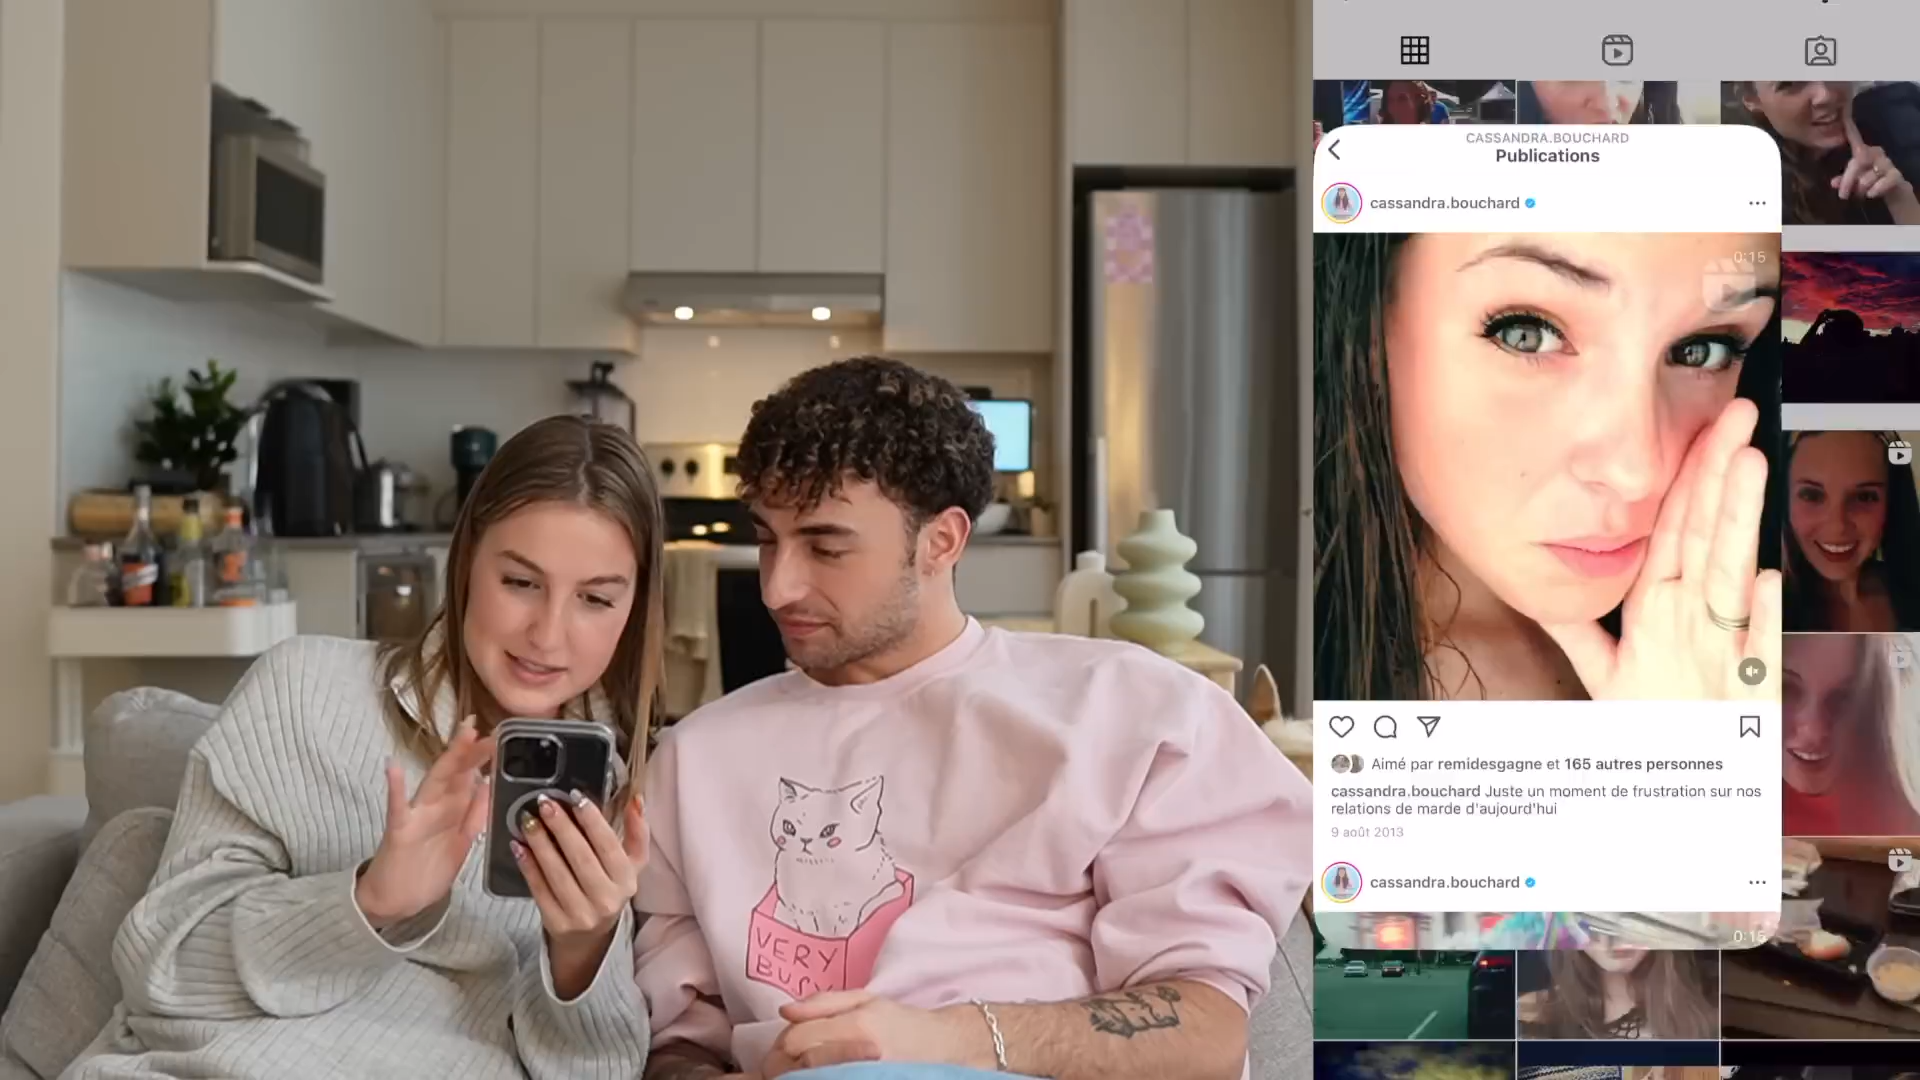 VERY
BUSY
CASSANDRA.BOUCHARD
Publications
cassandra.bouchard
0:15
Aimé par remidesgagne et 165 autres personnes
cassandra.bouchard Juste un moment de frustration sur nos
relations de marde d'aujourd'hui
9 août 2013
cassandra.bouchard
0:15